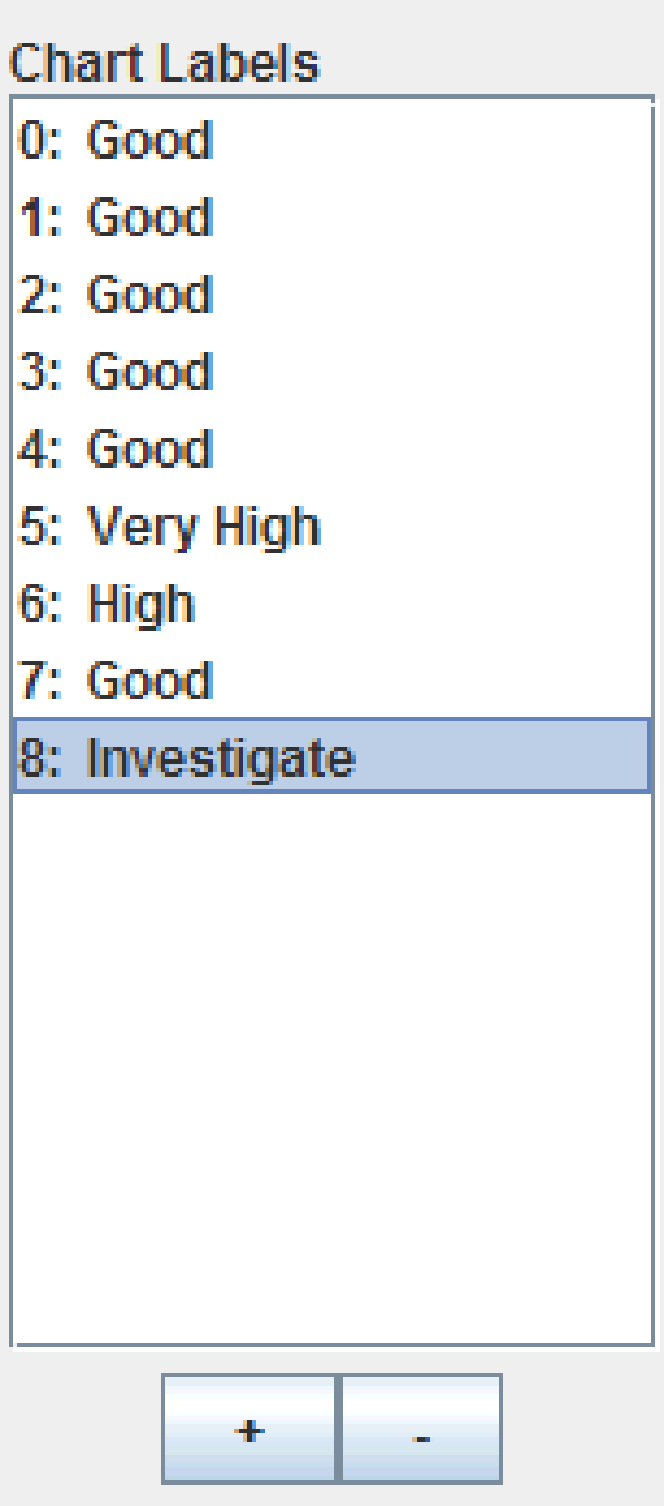 Chart Labels
0: Good
1: Good
2: Good
3: Good
4: Good
5: Very High
6: High
7: Good
8: Investigate
+ -